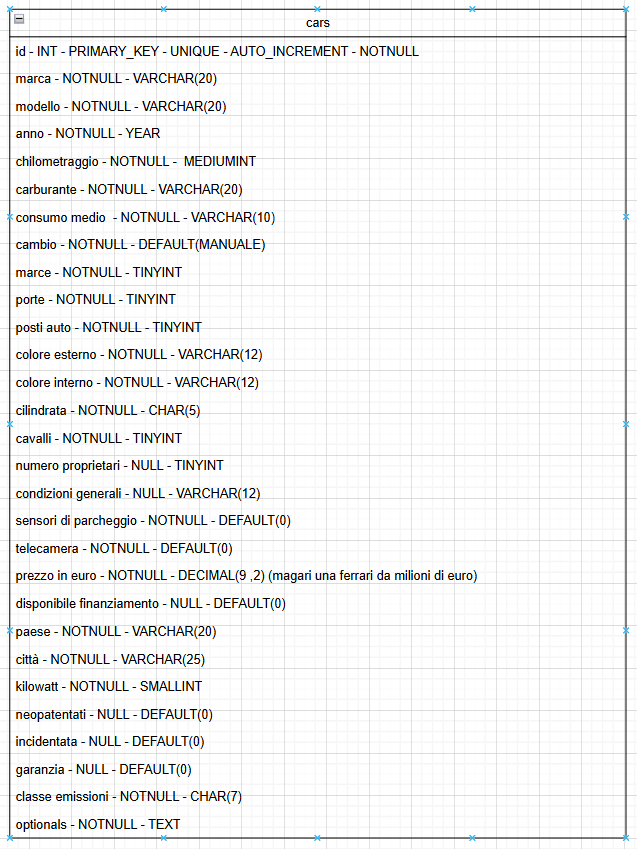 cars
id - INT - PRIMARY_KEY - UNIQUE - AUTO_INCREMENT - NOTNULL
marca - NOTNULL - VARCHAR(20)
modello - NOTNULL - VARCHAR(20)
anno - NOTNULL - YEAR
chilometraggio - NOTNULL -  MEDIUMINT
carburante - NOTNULL - VARCHAR(20)
consumo medio  - NOTNULL - VARCHAR(10)
cambio - NOTNULL - DEFAULT(MANUALE)
marce - NOTNULL - TINYINT
porte - NOTNULL - TINYINT
posti auto - NOTNULL - TINYINT
colore esterno - NOTNULL - VARCHAR(12)
colore interno - NOTNULL - VARCHAR(12)
cilindrata - NOTNULL - CHAR(5)
cavalli - NOTNULL - TINYINT
numero proprietari - NULL - TINYINT
condizioni generali - NULL - VARCHAR(12)
sensori di parcheggio - NOTNULL - DEFAULT(0)
telecamera - NOTNULL - DEFAULT(0)
prezzo in euro - NOTNULL - DECIMAL(9 ,2) (magari una ferrari da milioni di euro)
disponibile finanziamento - NULL - DEFAULT(0)
paese - NOTNULL - VARCHAR(20)
città - NOTNULL - VARCHAR(25)
kilowatt - NOTNULL - SMALLINT
neopatentati - NULL - DEFAULT(0)
incidentata - NULL - DEFAULT(0)
garanzia - NULL - DEFAULT(0)
classe emissioni - NOTNULL - CHAR(7)
optionals - NOTNULL - TEXT